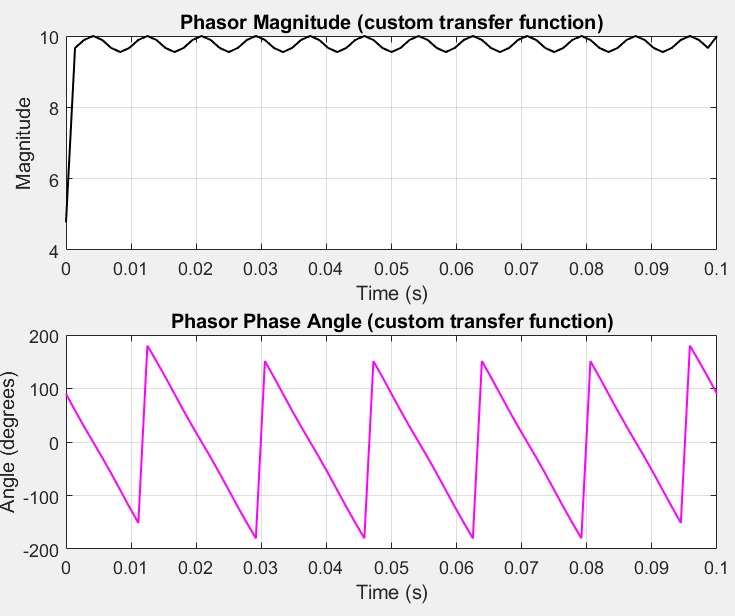 Phasor Magnitude (custom transfer function)
10
8
6
4
Magnitude
0 0.01 0.02 0.03 0.04 0.05 0.06 0.07 0.08 0.09 0.1
Time (s)
Phasor Phase Angle (custom transfer function)
200
100
0
-100
-200
Angle (degrees)
0 0.01 0.02 0.03 0.04 0.05 0.06 0.07 0.08 0.09 0.1
Time (s)